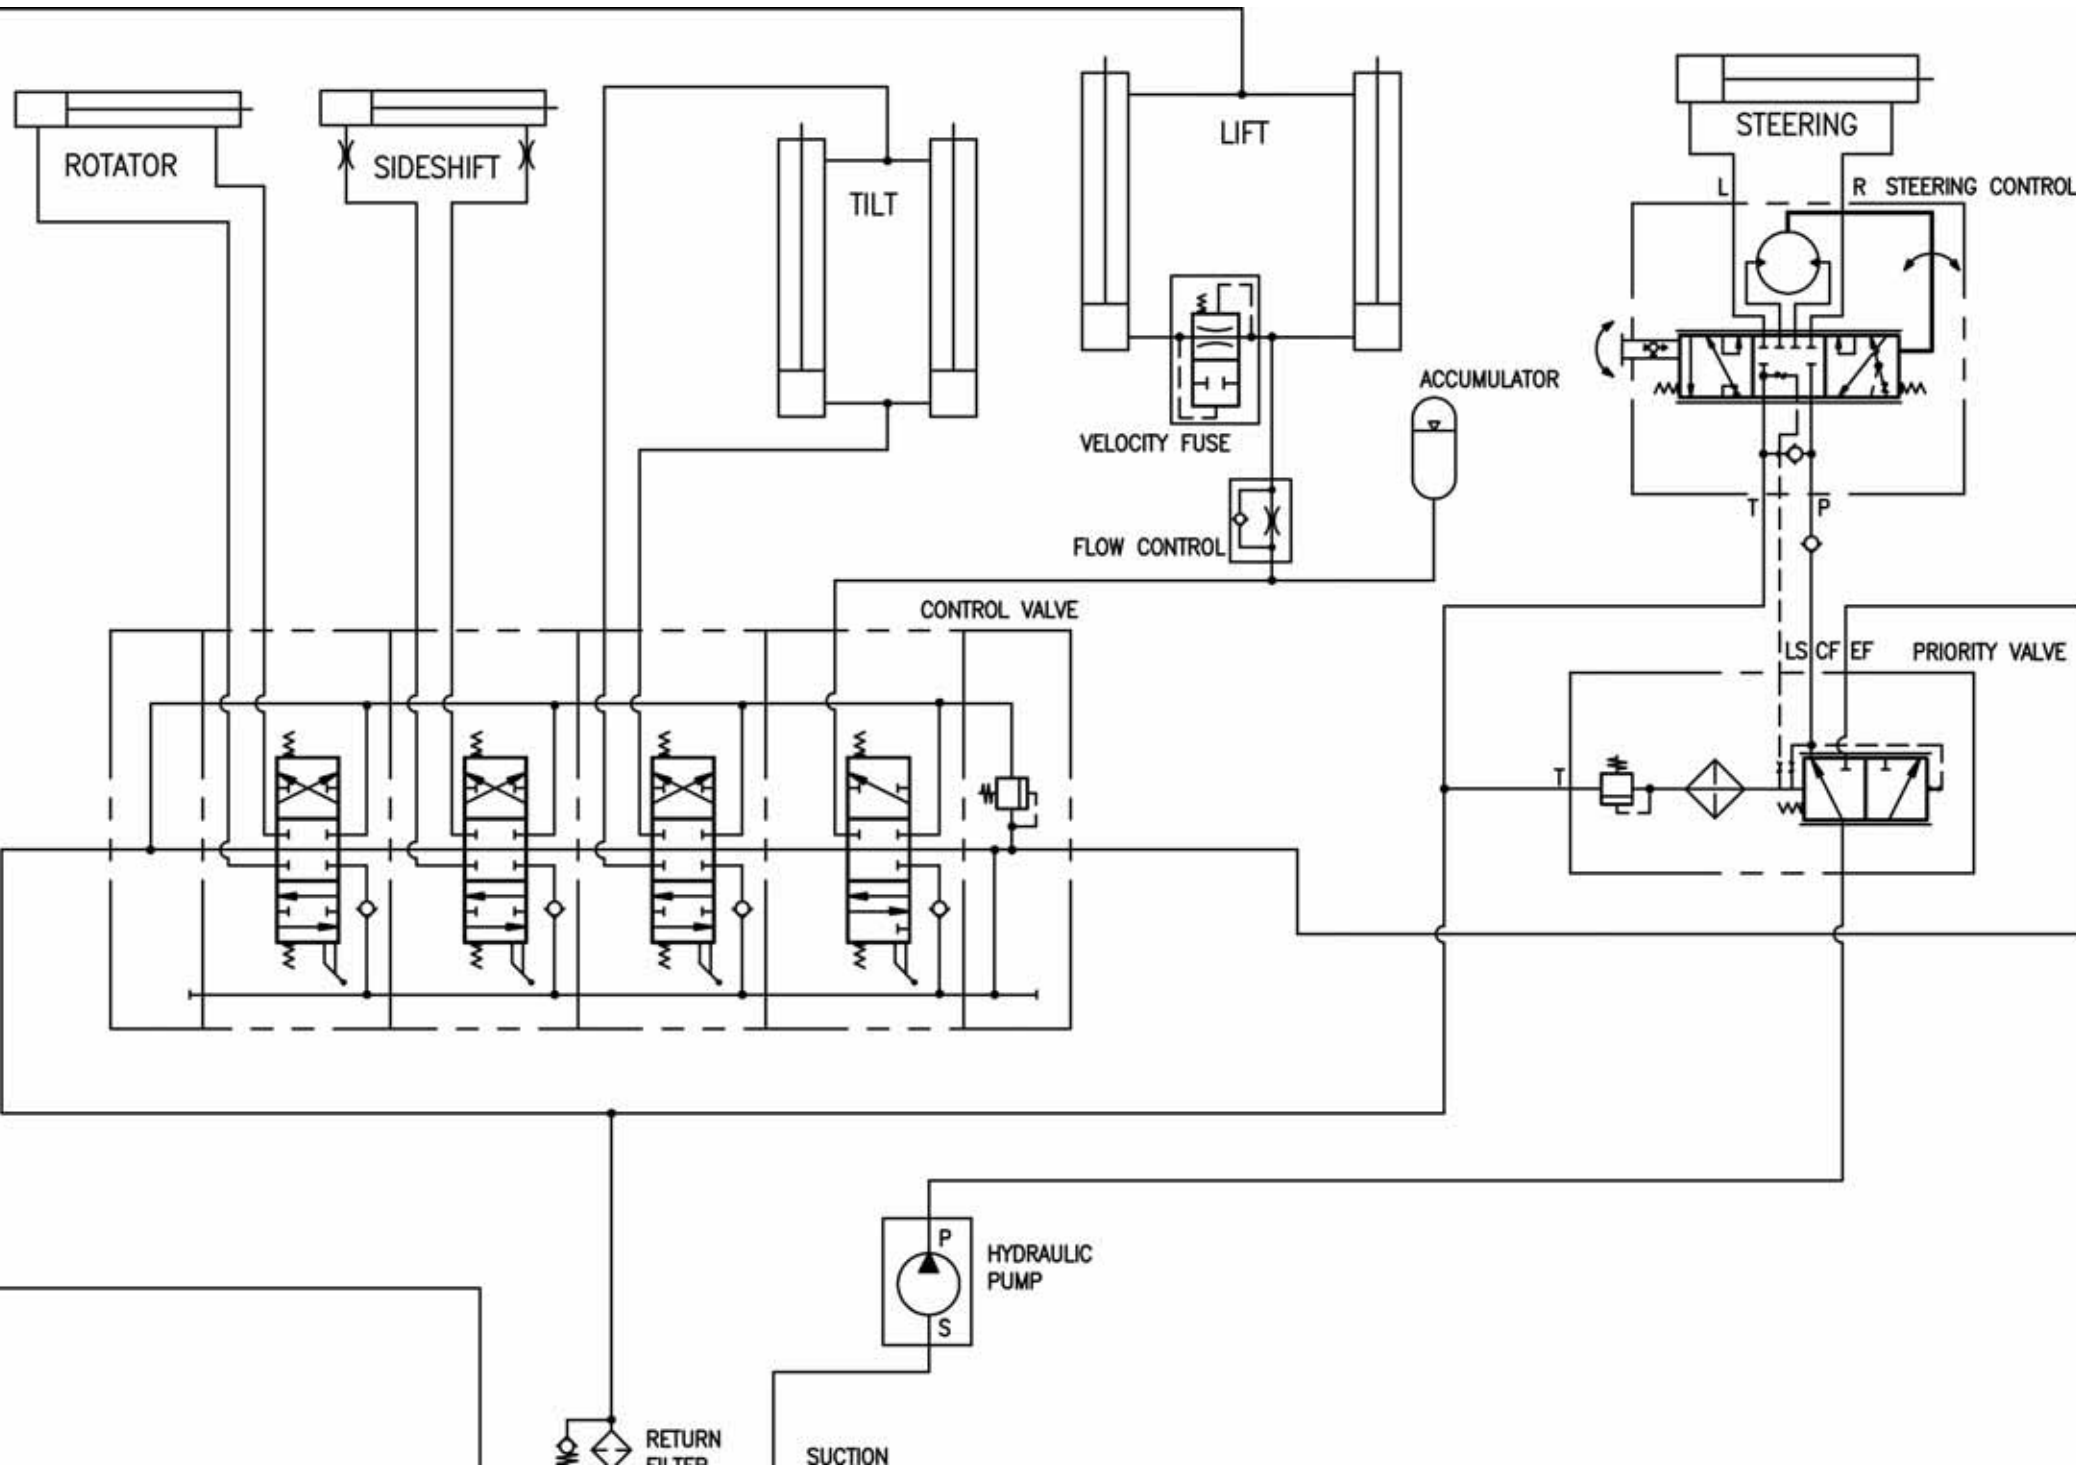 ROTATOR
SIDESHIFT
TILT
LIFT
STEERING
L
R STEERING CONTROL
VELOCITY FUSE
ACCUMULATOR
FLOW CONTROL
T P
CONTROL VALVE
LS CF EF
PRIORITY VALVE
T
P
HYDRAULIC
PUMP
S
RETURN
FILTER
SUCTION